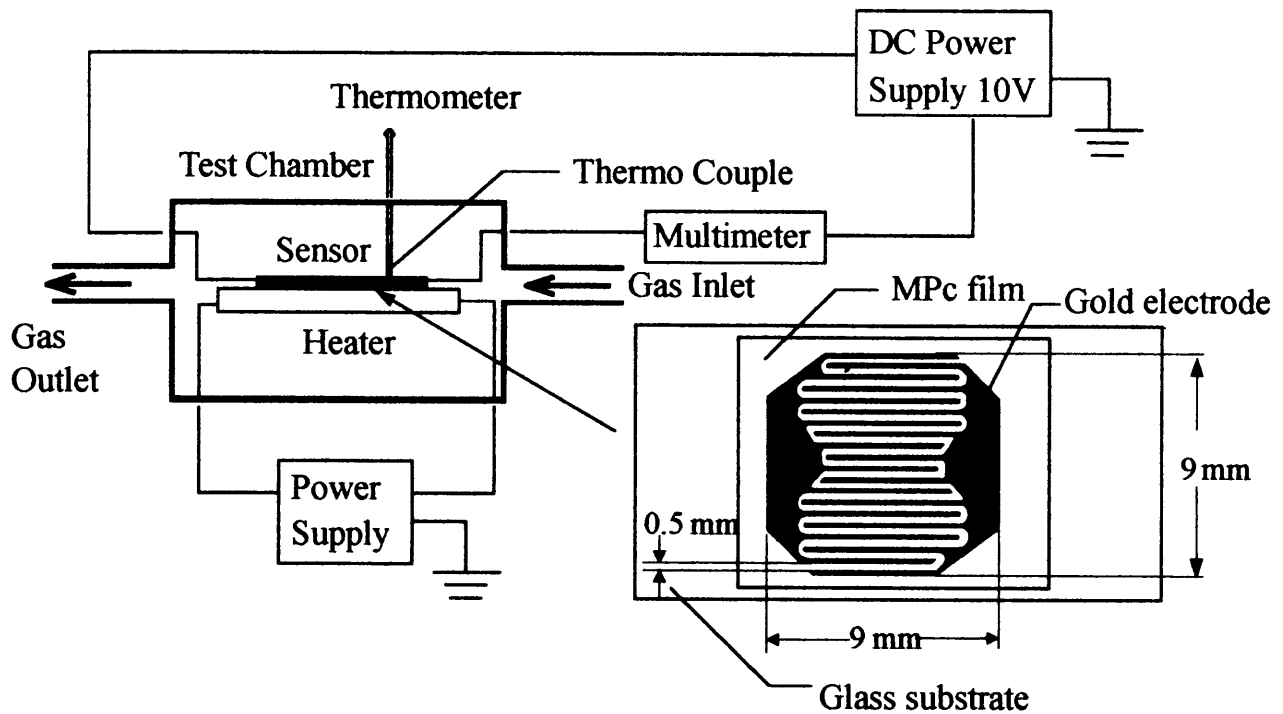 DC Power
Supply 10V
Thermometer
Test Chamber
Thermo Couple
Multimeter
Sensor
Gas Inlet
MPc film
Gold electrode
Heater
Gas
Outlet
9 mm
Power
Supply
0.5 mm
9 mm
Glass substrate